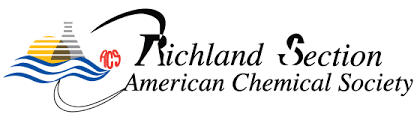 ACS
Richland Section
American Chemical Society